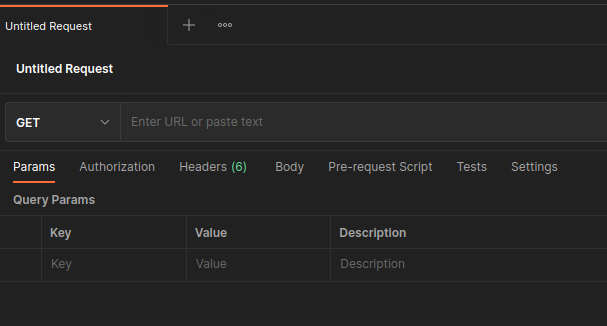 Untitled Request
Untitled Request
GET Enter URL or paste text
Params Authorization Headers (6) Body Pre-request Script Tests Settings
Query Params
Key Value Description
Key Value Description